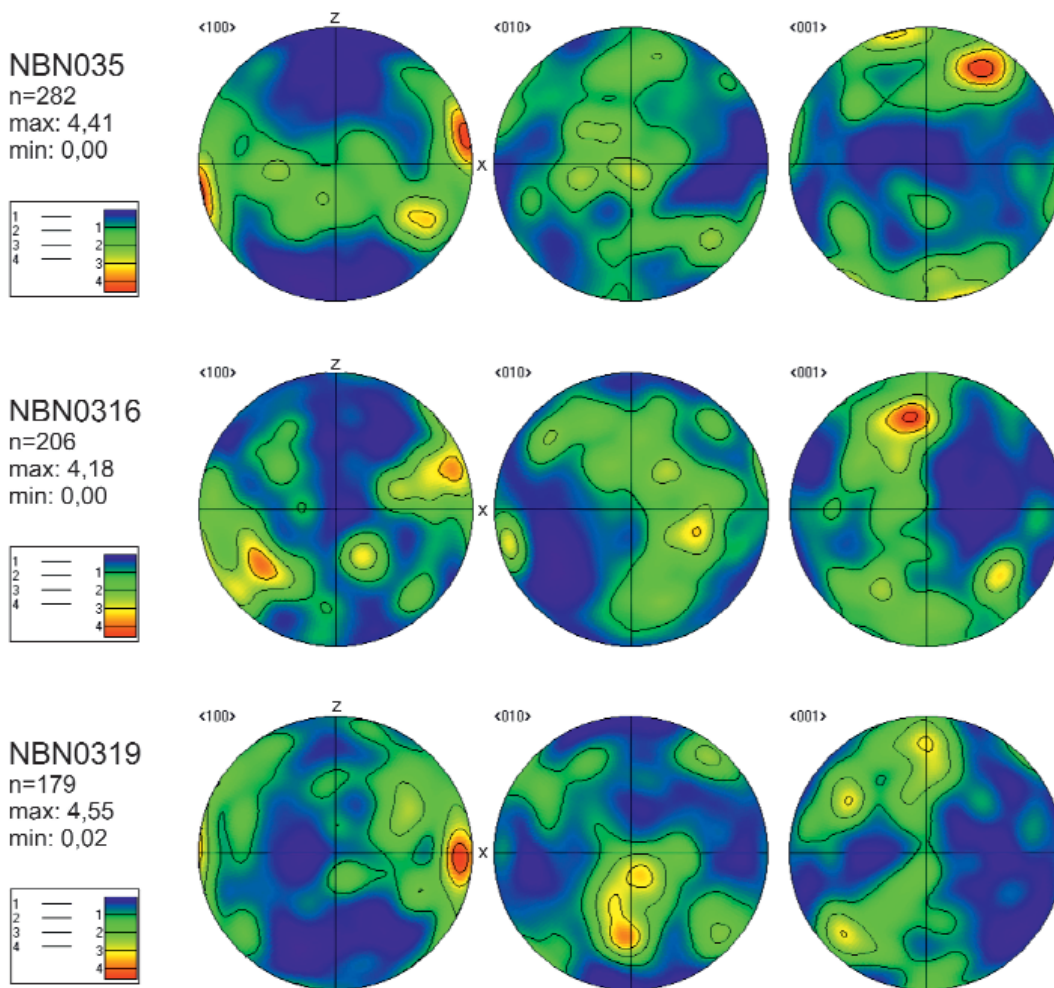 <100> Z <010> <001>
NBN035
n=282
max: 4,41
min: 0,00
X
1 1
2 2
3 3
4 4
<100> Z <010> <001>
NBN0316
n=206
max: 4,18
min: 0,00
X
1 1
2 2
3 3
4 4
<100> Z <010> <001>
NBN0319
n=179
max: 4,55
min: 0,02
X
1 1
2 2
3 3
4 4